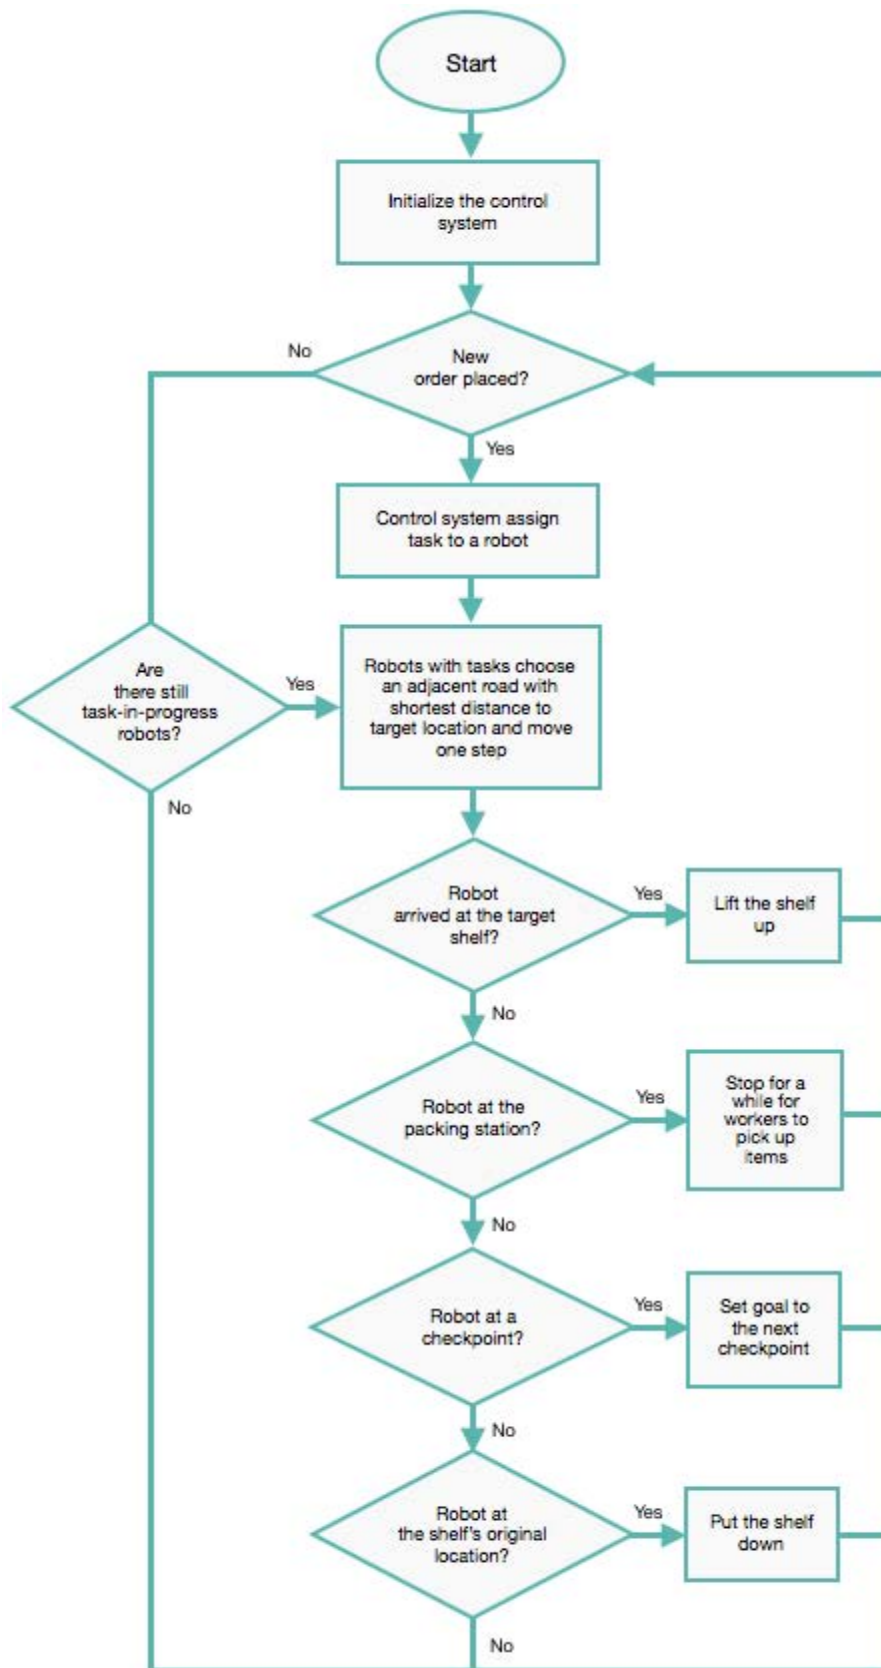 Start
Initialize the control
system
No
New
order placed?
Yes
Control system assign
task to a robot
Are
there still
task-in-progress
robots?
Yes
No
Robots with tasks choose
an adjacent road with
shortest distance to
target location and move
one step
Robot
arrived at the target
shelf?
Yes
Lift the shelf
up
No
Robot at the
packing station?
Yes
Stop for a
while for
workers to
pick up
items
No
Robot at a
checkpoint?
Yes
Set goal to
the next
checkpoint
No
Robot at
the shelf's original
location?
Yes
Put the shelf
down
No